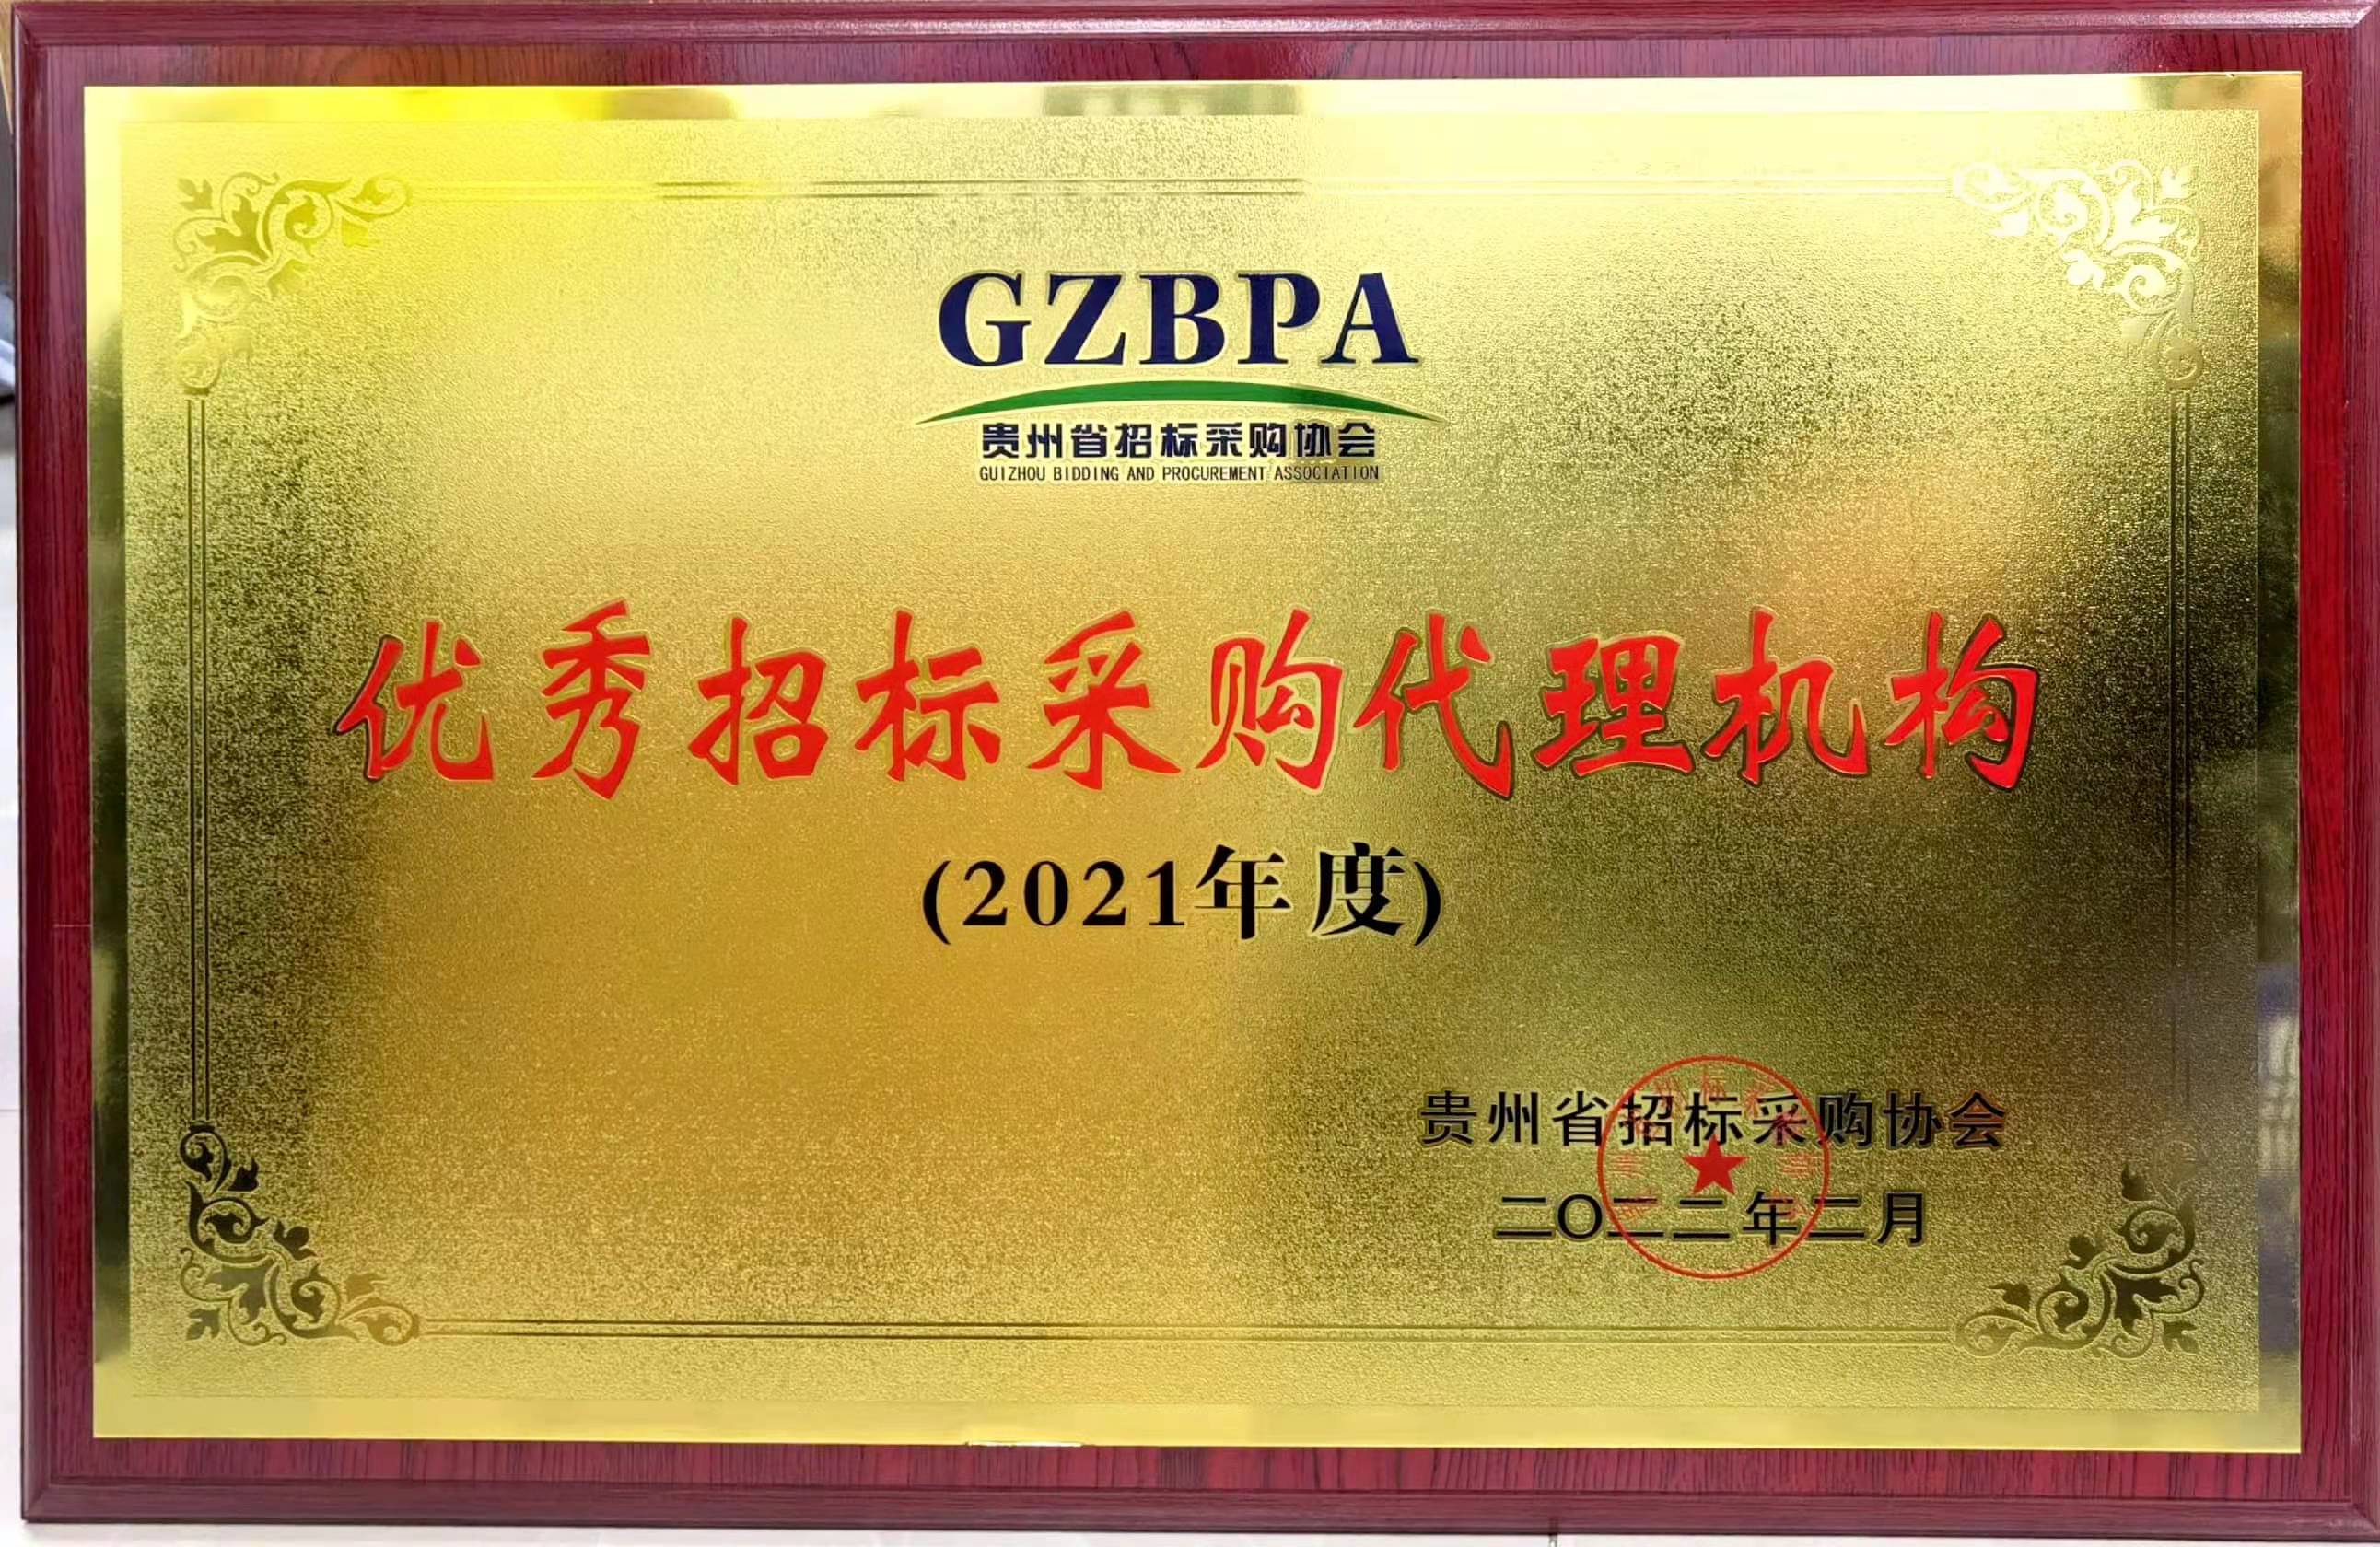 GZBPA
贵州省招标采购协会
GUIZHOU BIDDING AND PROCUREMENT ASSOCIATION
优秀招标采购代理机构
(2021年度)
贵州省招标采购协会
二〇二二年二月